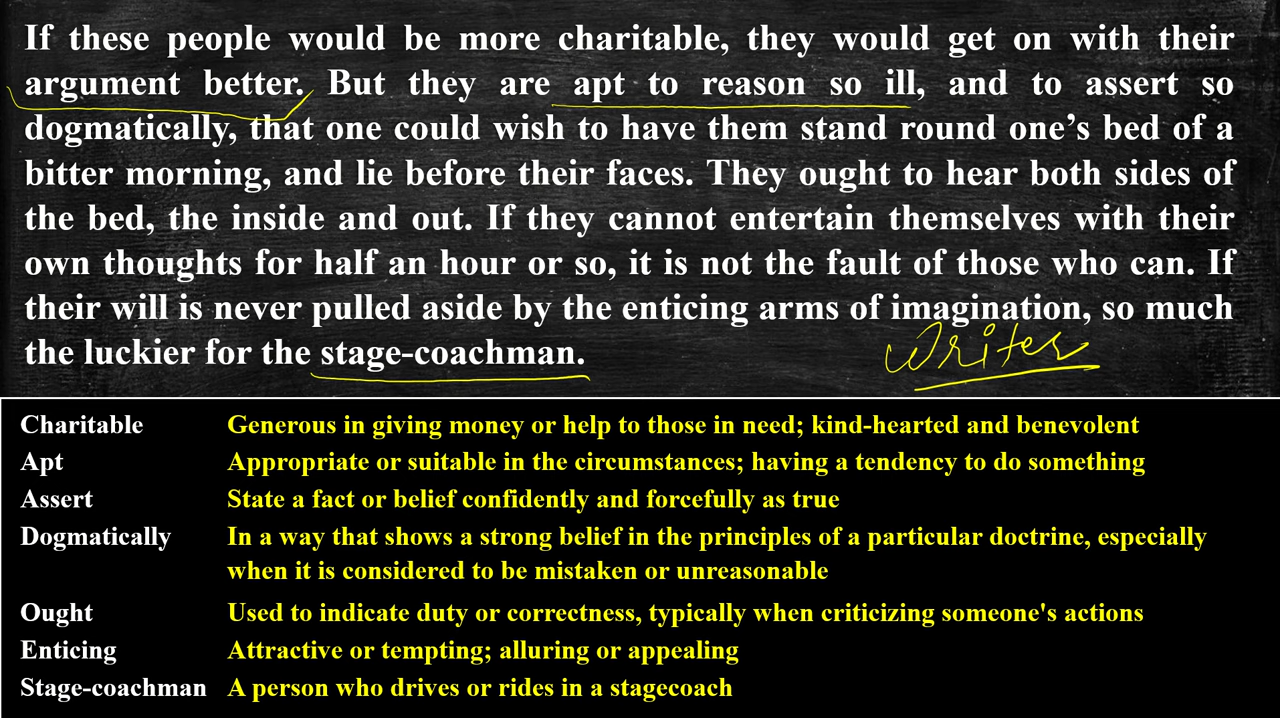 If these people would be more charitable, they would get on with their
argument better. But they are apt to reason so ill, and to assert so
dogmatically, that one could wish to have them stand round one's bed of a
bitter morning, and lie before their faces. They ought to hear both sides of
the bed, the inside and out. If they cannot entertain themselves with their
own thoughts for half an hour or so, it is not the fault of those who can. If
their will is never pulled aside by the enticing arms of imagination, so much
the luckier for the stage-coachman.
Writer
Charitable Generous in giving money or help to those in need; kind-hearted and benevolent
Apt Appropriate or suitable in the circumstances; having a tendency to do something
Assert State a fact or belief confidently and forcefully as true
Dogmatically In a way that shows a strong belief in the principles of a particular doctrine, especially
when it is considered to be mistaken or unreasonable
Ought Used to indicate duty or correctness, typically when criticizing someone's actions
Enticing Attractive or tempting; alluring or appealing
Stage-coachman A person who drives or rides in a stagecoach